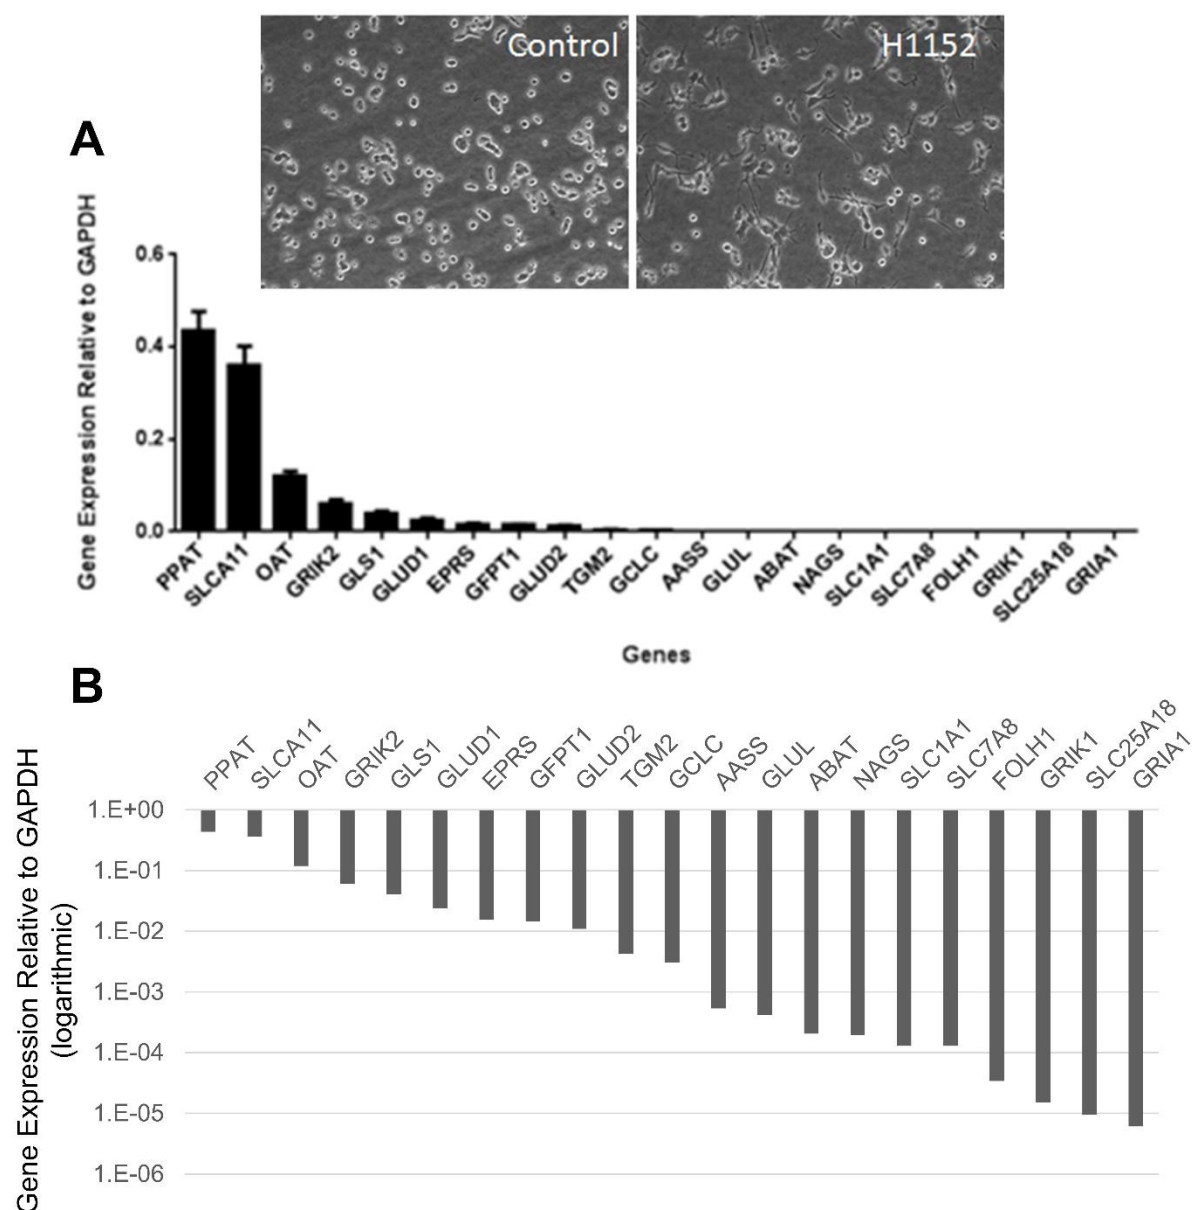 Control
H1152
A
Gene Expression Relative to GAPDH
0.6
0.4
0.2
0.0
PPAT
SLCA11
OAT
GRIK2
GLS1
GLUD1
EPRS
GFPT1
GLUD2
TGM2
GCLC
AASS
GLUL
ABAT
NAGS
SLC1A1
SLC7A8
FOLH1
GRIK1
SLC25A18
GRIA1
Genes
B
Gene Expression Relative to GAPDH
(logarithmic)
PPAT
SLCA11
OAT
GRIK2
GLS1
GLUD1
EPRS
GFPT1
GLUD2
TGM2
GCLC
AASS
GLUL
ABAT
NAGS
SLC1A1
SLC7A8
FOLH1
GRIK1
SLC25A18
GRIA1
1.E+00
1.E-01
1.E-02
1.E-03
1.E-04
1.E-05
1.E-06